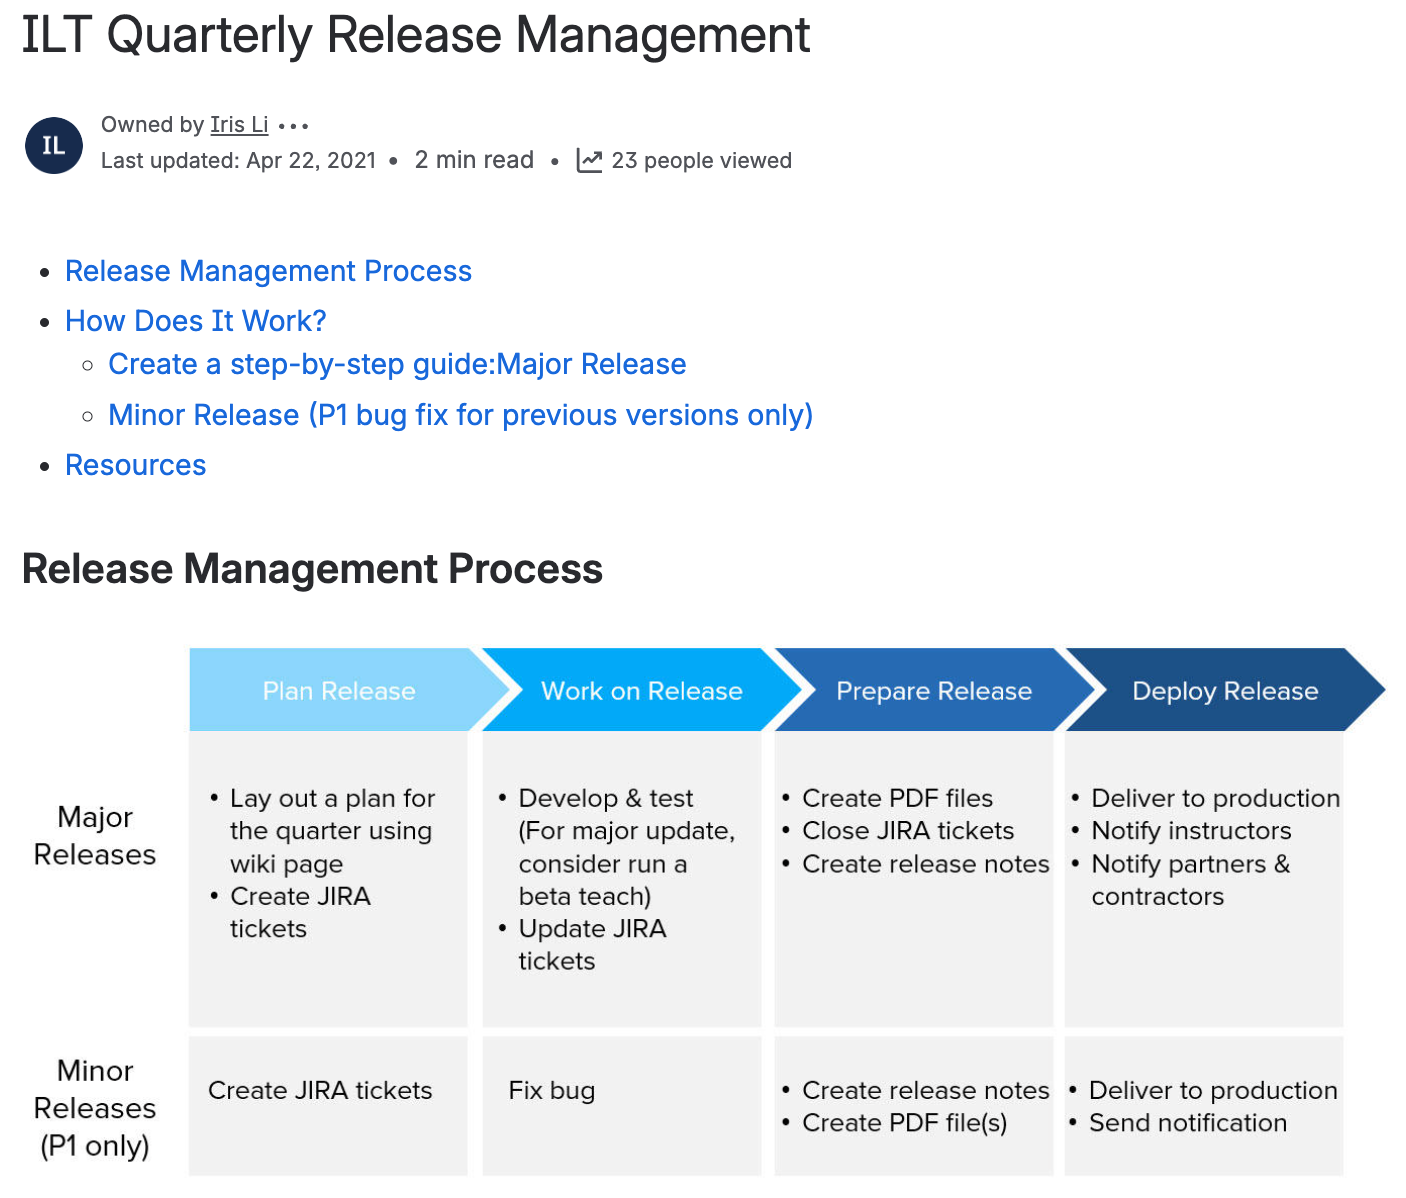 ILT Quarterly Release Management
IL
Owned by Iris Li •••
Last updated: Apr 22, 2021 • 2 min read • 23 people viewed
• Release Management Process
• How Does It Work?
◦ Create a step-by-step guide:Major Release
◦ Minor Release (P1 bug fix for previous versions only)
• Resources
Release Management Process
Plan Release
Work on Release
Prepare Release
Deploy Release
Major
Releases
• Lay out a plan for
the quarter using
wiki page
• Create JIRA
tickets
• Develop & test
(For major update,
consider run a
beta teach)
• Update JIRA
tickets
• Create PDF files
• Close JIRA tickets
• Create release notes
• Deliver to production
• Notify instructors
• Notify partners &
contractors
Minor
Releases
(P1 only)
Create JIRA tickets
Fix bug
• Create release notes
• Create PDF file(s)
• Deliver to production
• Send notification